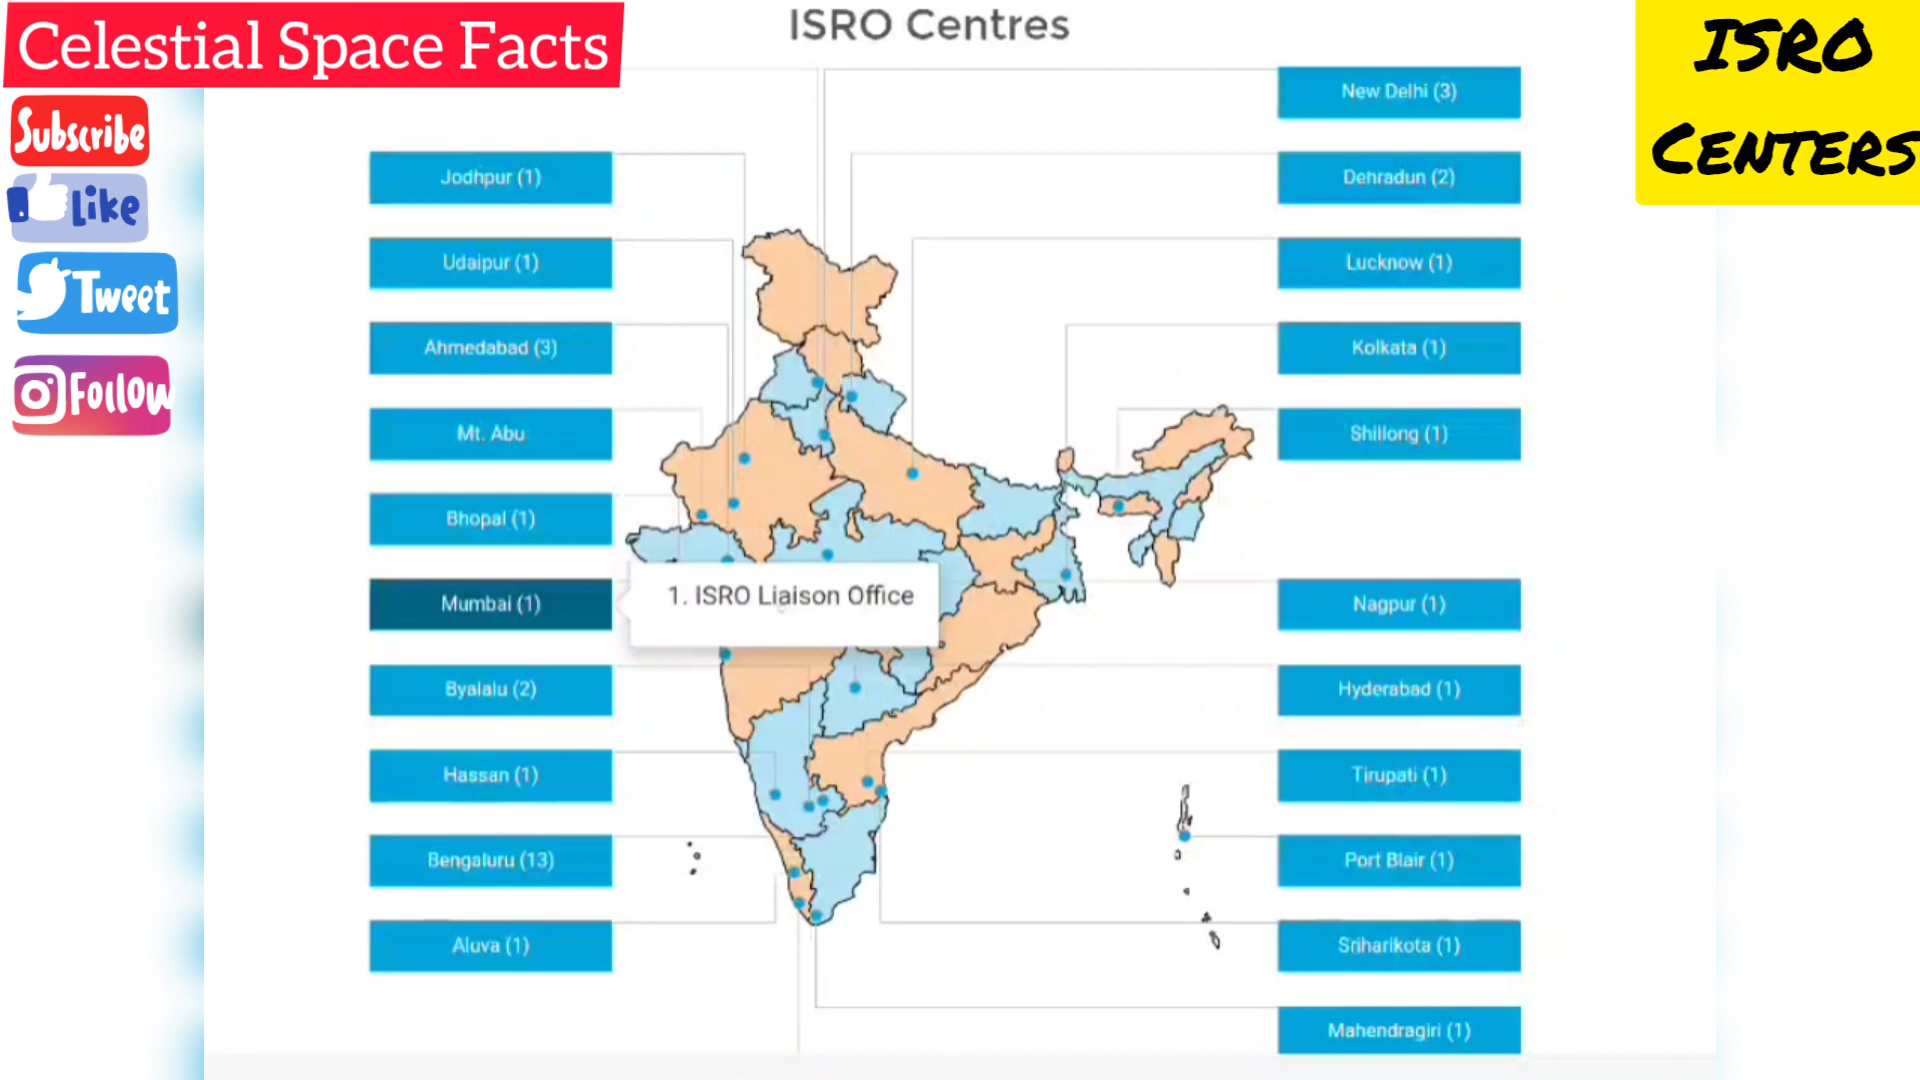 Celestial Space Facts
Subscribe
Like
Tweet
Follow
ISRO Centres
ISRO
CENTERS
Jodhpur (1)
Udaipur (1)
Ahmedabad (3)
Mt. Abu
Bhopal (1)
Mumbai (1)
Byalalu (2)
Hassan (1)
Bengaluru (13)
Aluva (1)
1. ISRO Liaison Office
New Delhi (3)
Dehradun (2)
Lucknow (1)
Kolkata (1)
Shillong (1)
Nagpur (1)
Hyderabad (1)
Tirupati (1)
Port Blair (1)
Sriharikota (1)
Mahendragiri (1)